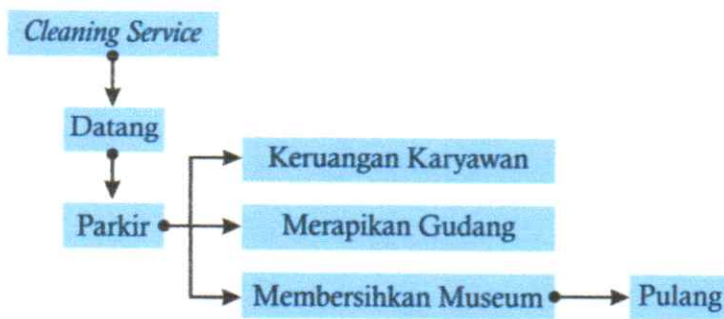 Cleaning Service
Datang
Keruangan Karyawan
Parkir
Merapikan Gudang
Membersihkan Museum
Pulang